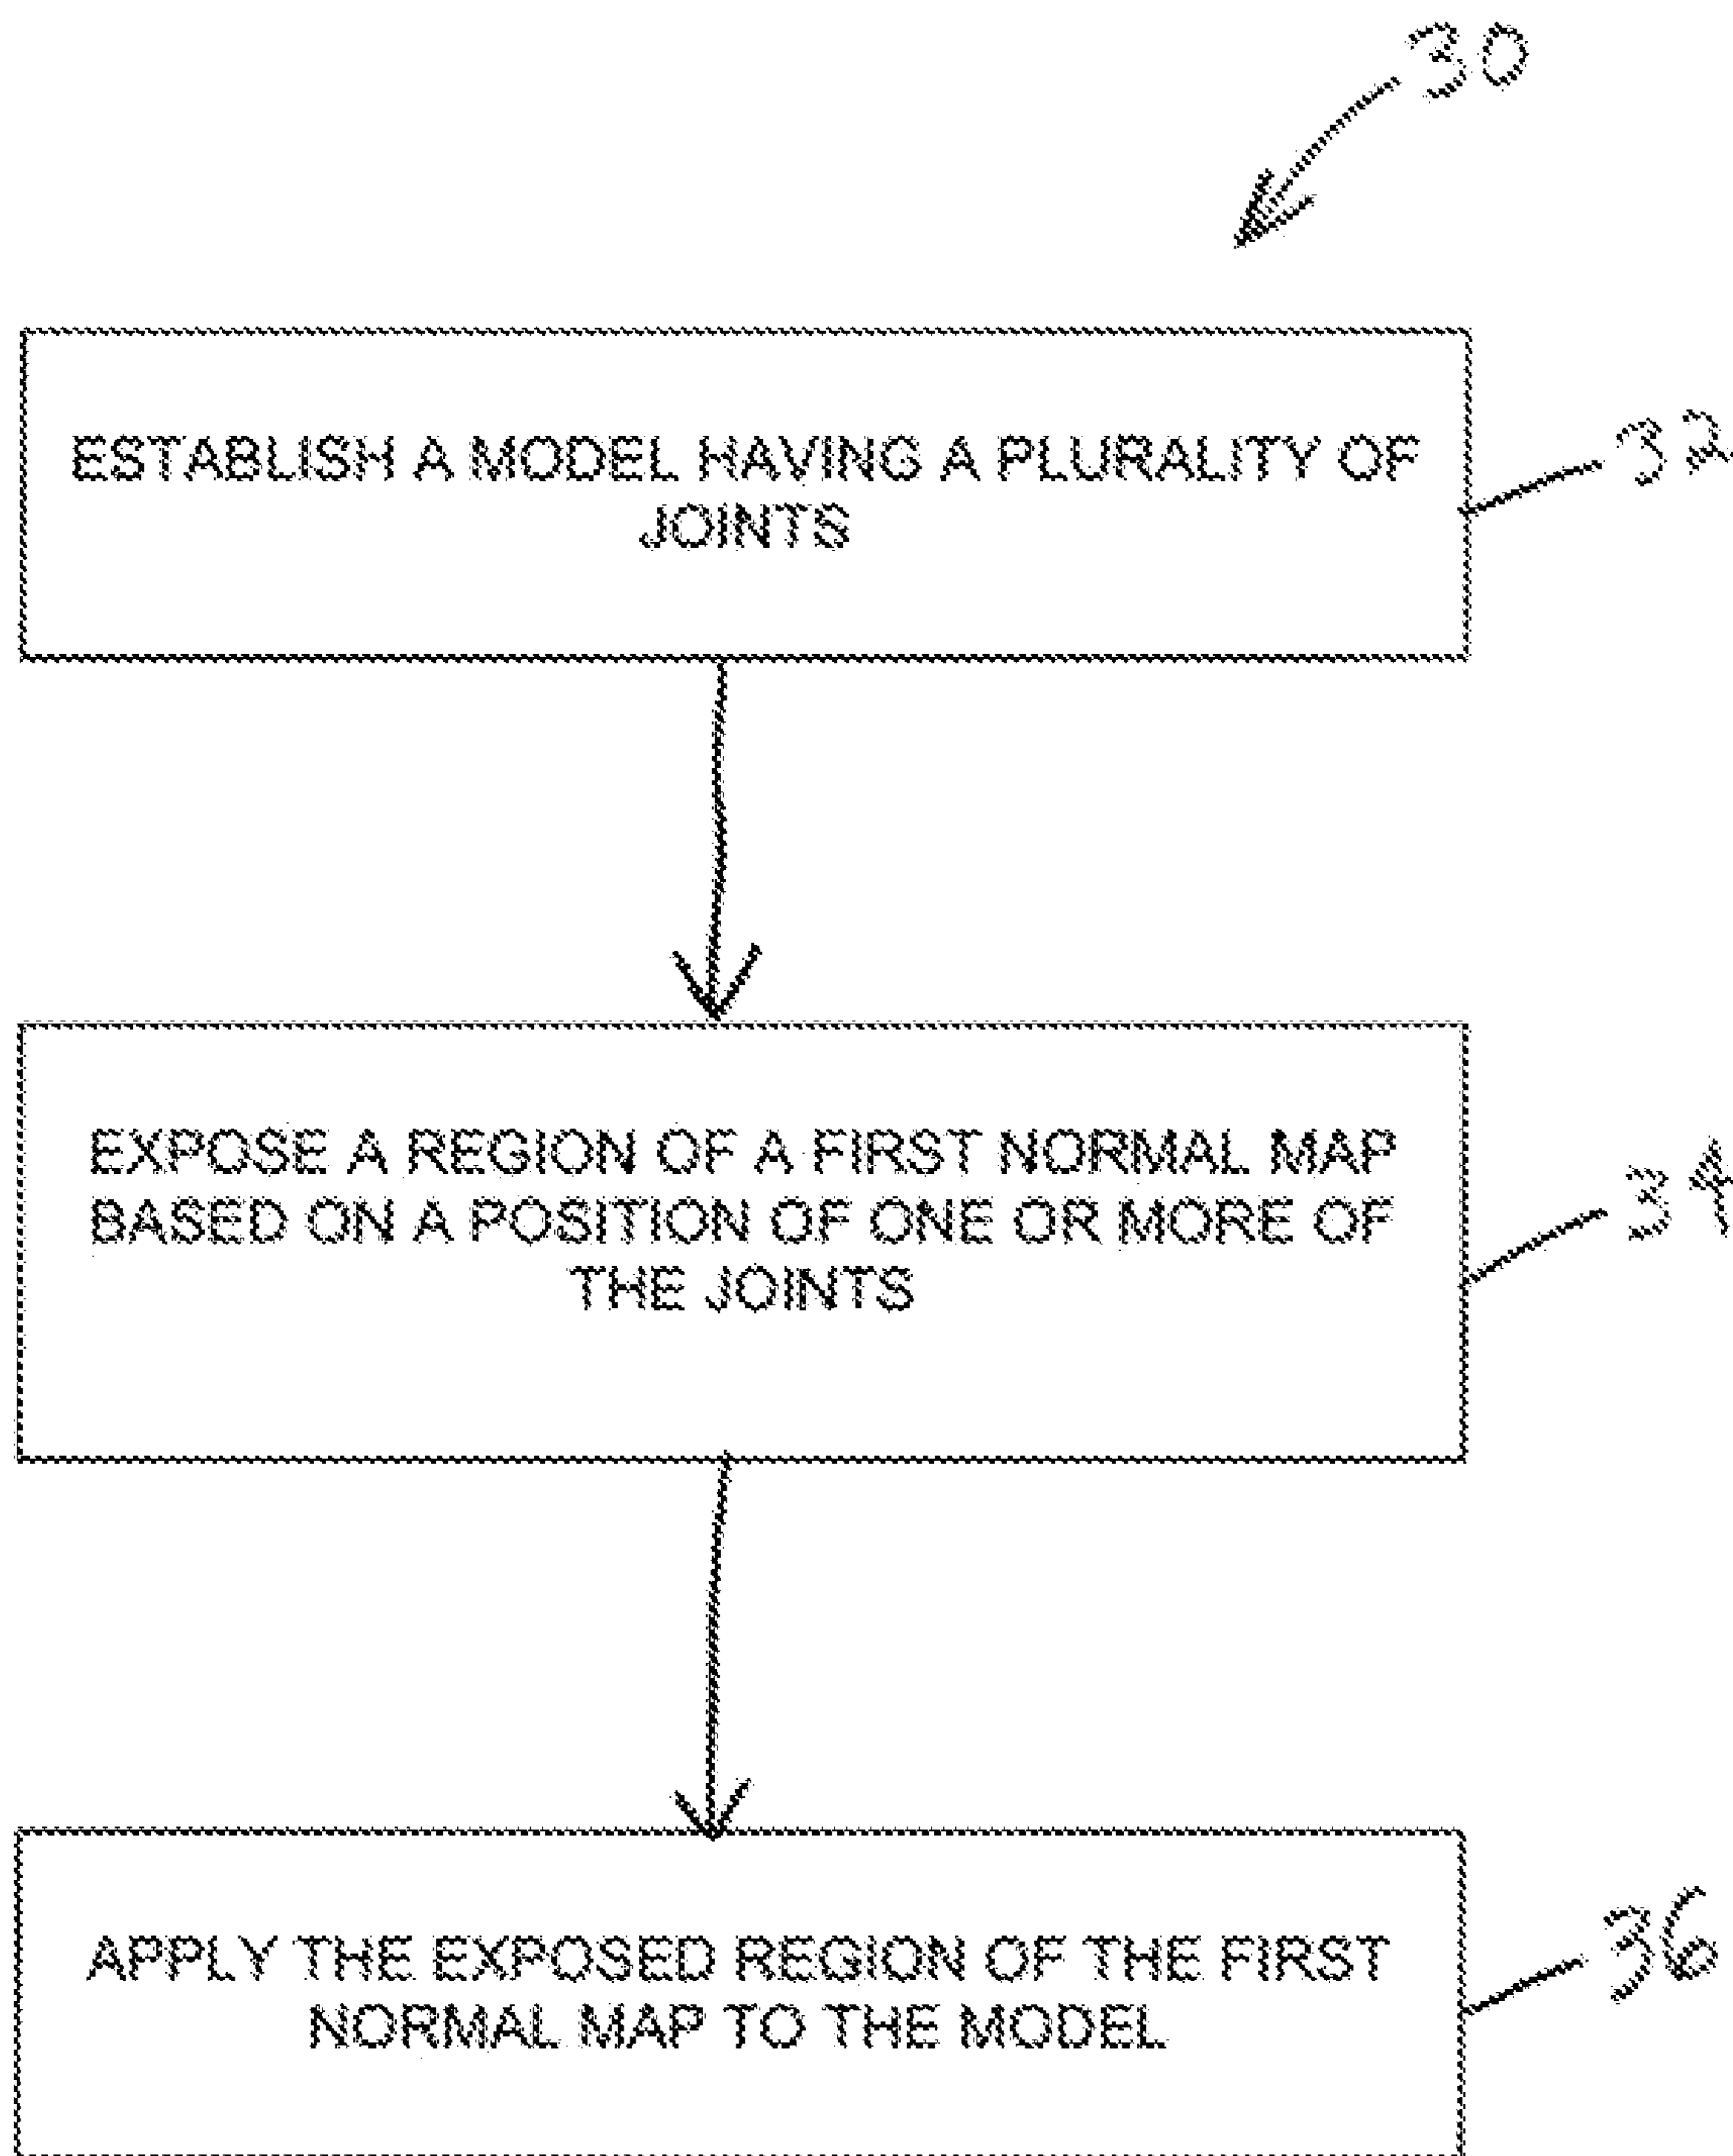 30
ESTABLISH A MODEL HAVING A PLURALITY OF
JOINTS
32
EXPOSE A REGION OF A FIRST NORMAL MAP
BASED ON A POSITION OF ONE OR MORE OF
THE JOINTS
34
APPLY THE EXPOSED REGION OF THE FIRST
NORMAL MAP TO THE MODEL
36